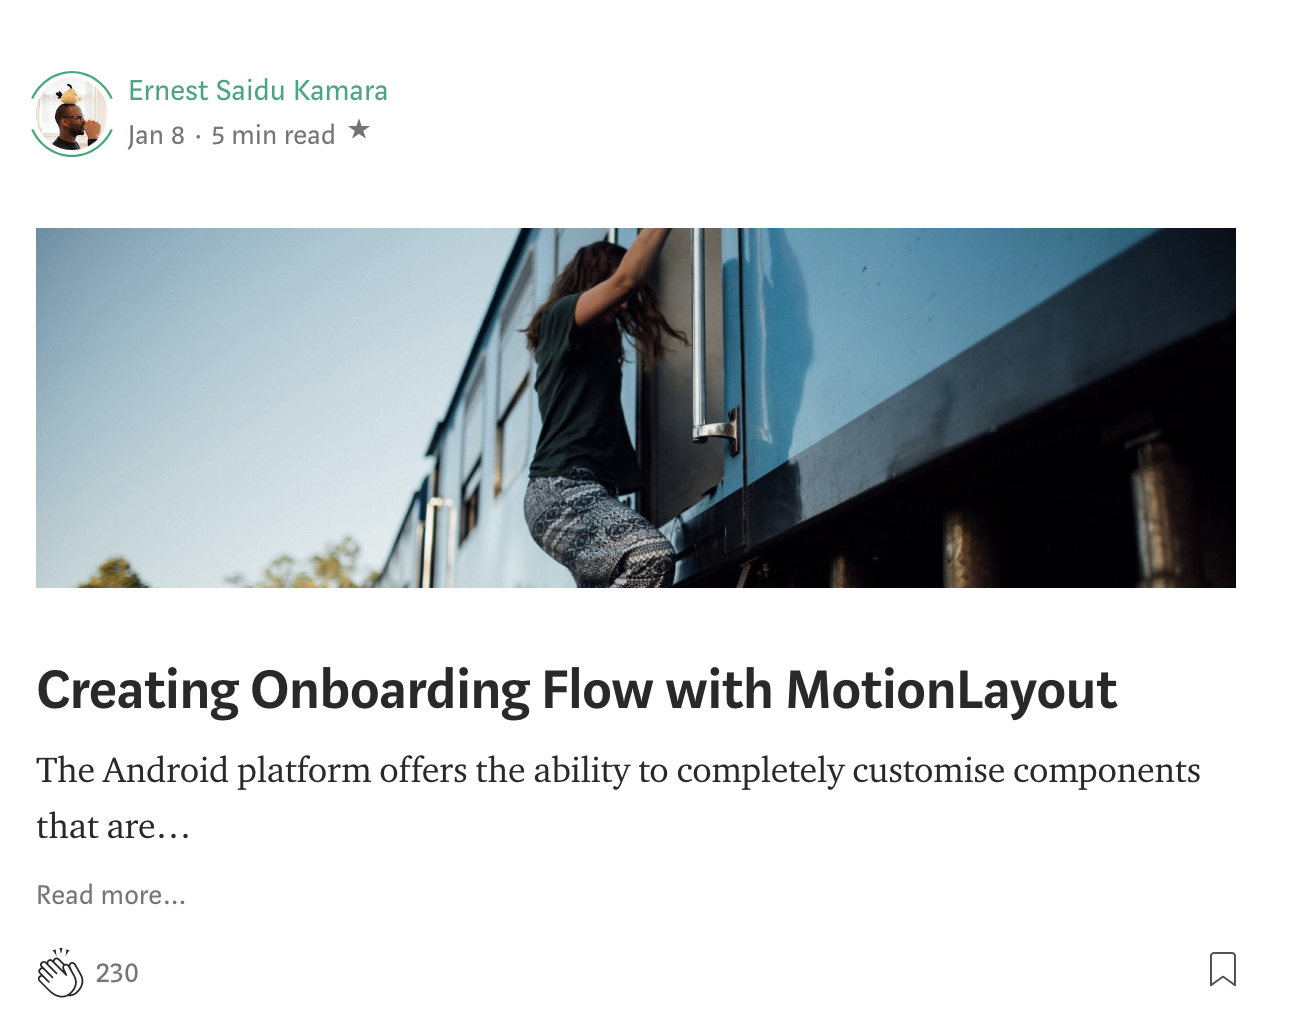 Ernest Saidu Kamara
Jan 8 · 5 min read ★
Creating Onboarding Flow with MotionLayout
The Android platform offers the ability to completely customise components
that are…
Read more…
230